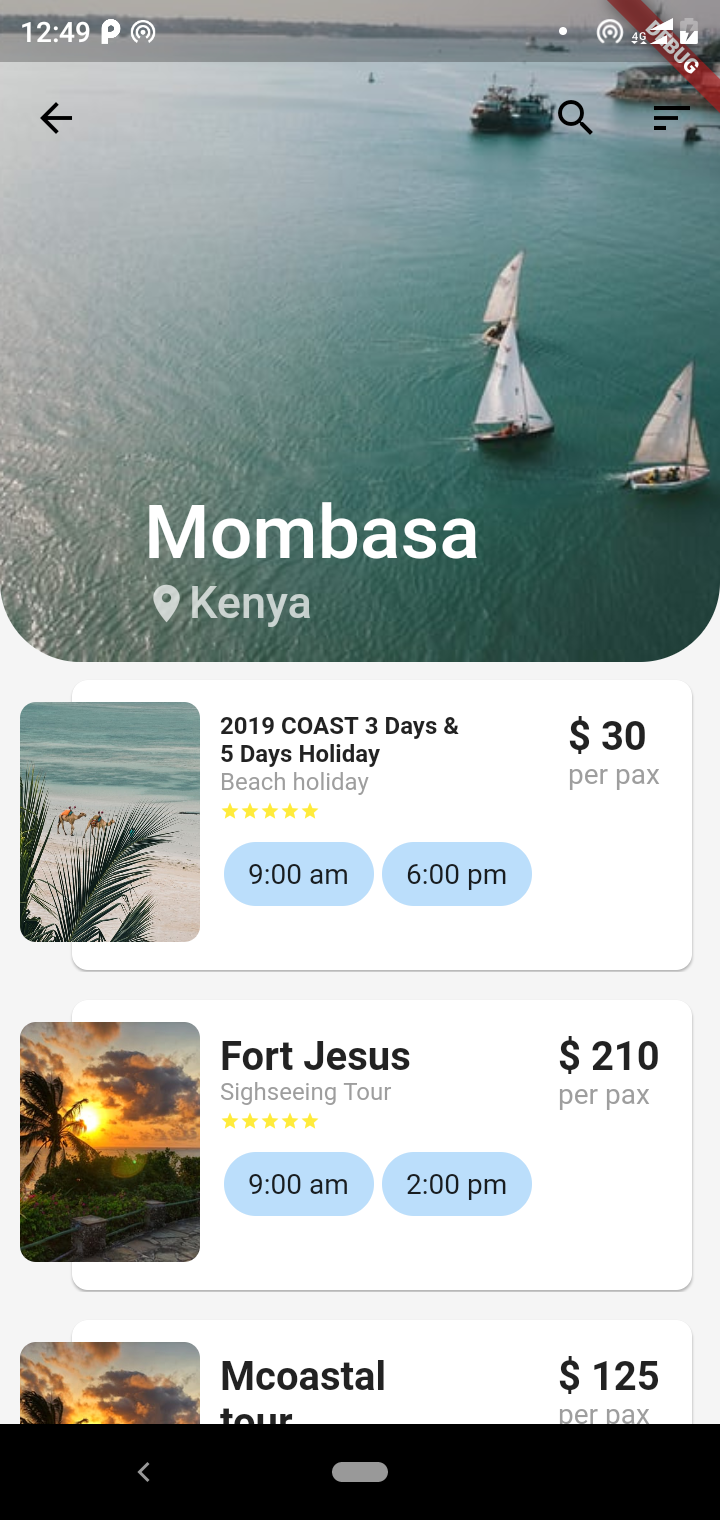 12:49
4G
DEBUG
Mombasa
Kenya
2019 COAST 3 Days &
5 Days Holiday
Beach holiday
$ 30
per pax
9:00 am
6:00 pm
Fort Jesus
Sighseeing Tour
$ 210
per pax
9:00 am
2:00 pm
Mcoastal
tour
$ 125
per pax